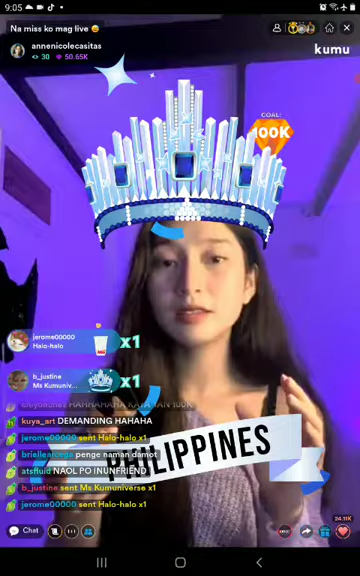 9:05
Na miss ko mag live 😄
annenicolecasitas
30 50.65K
kumu
GOAL:
100K
jerome00000
Halo-halo
x1
b_justine
Ms Kumuniv...
x1
HAHAHAHA KAYA YAN 100K
kuya_art DEMANDING HAHAHA
jerome00000 sent Halo-halo x1
briellearcega penge naman damot
atsfluid NAOL PO INUNFRIEND
b_justine sent Ms Kumuniverse x1
jerome00000 sent Halo-halo x1
PHILIPPINES
24.11K
Chat